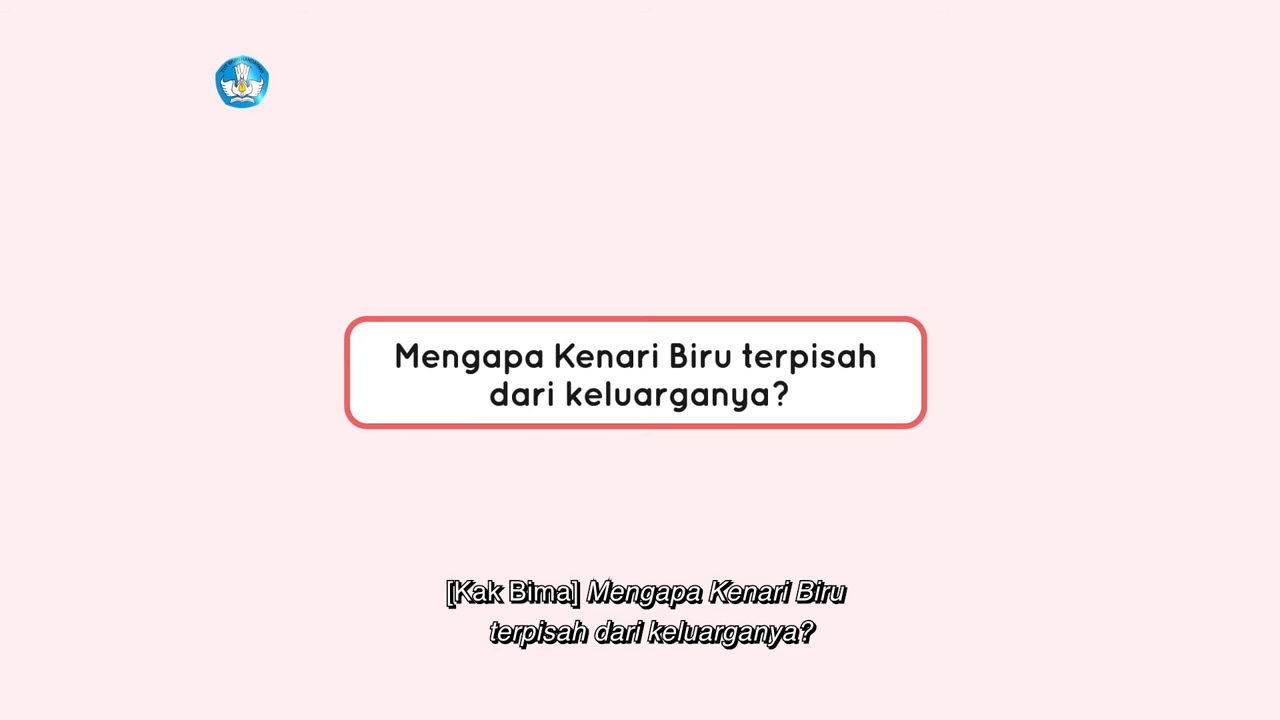 Mengapa Kenari Biru terpisah
dari keluarganya?
[Kak Bima] Mengapa Kenari Biru
terpisah dari keluarganya?